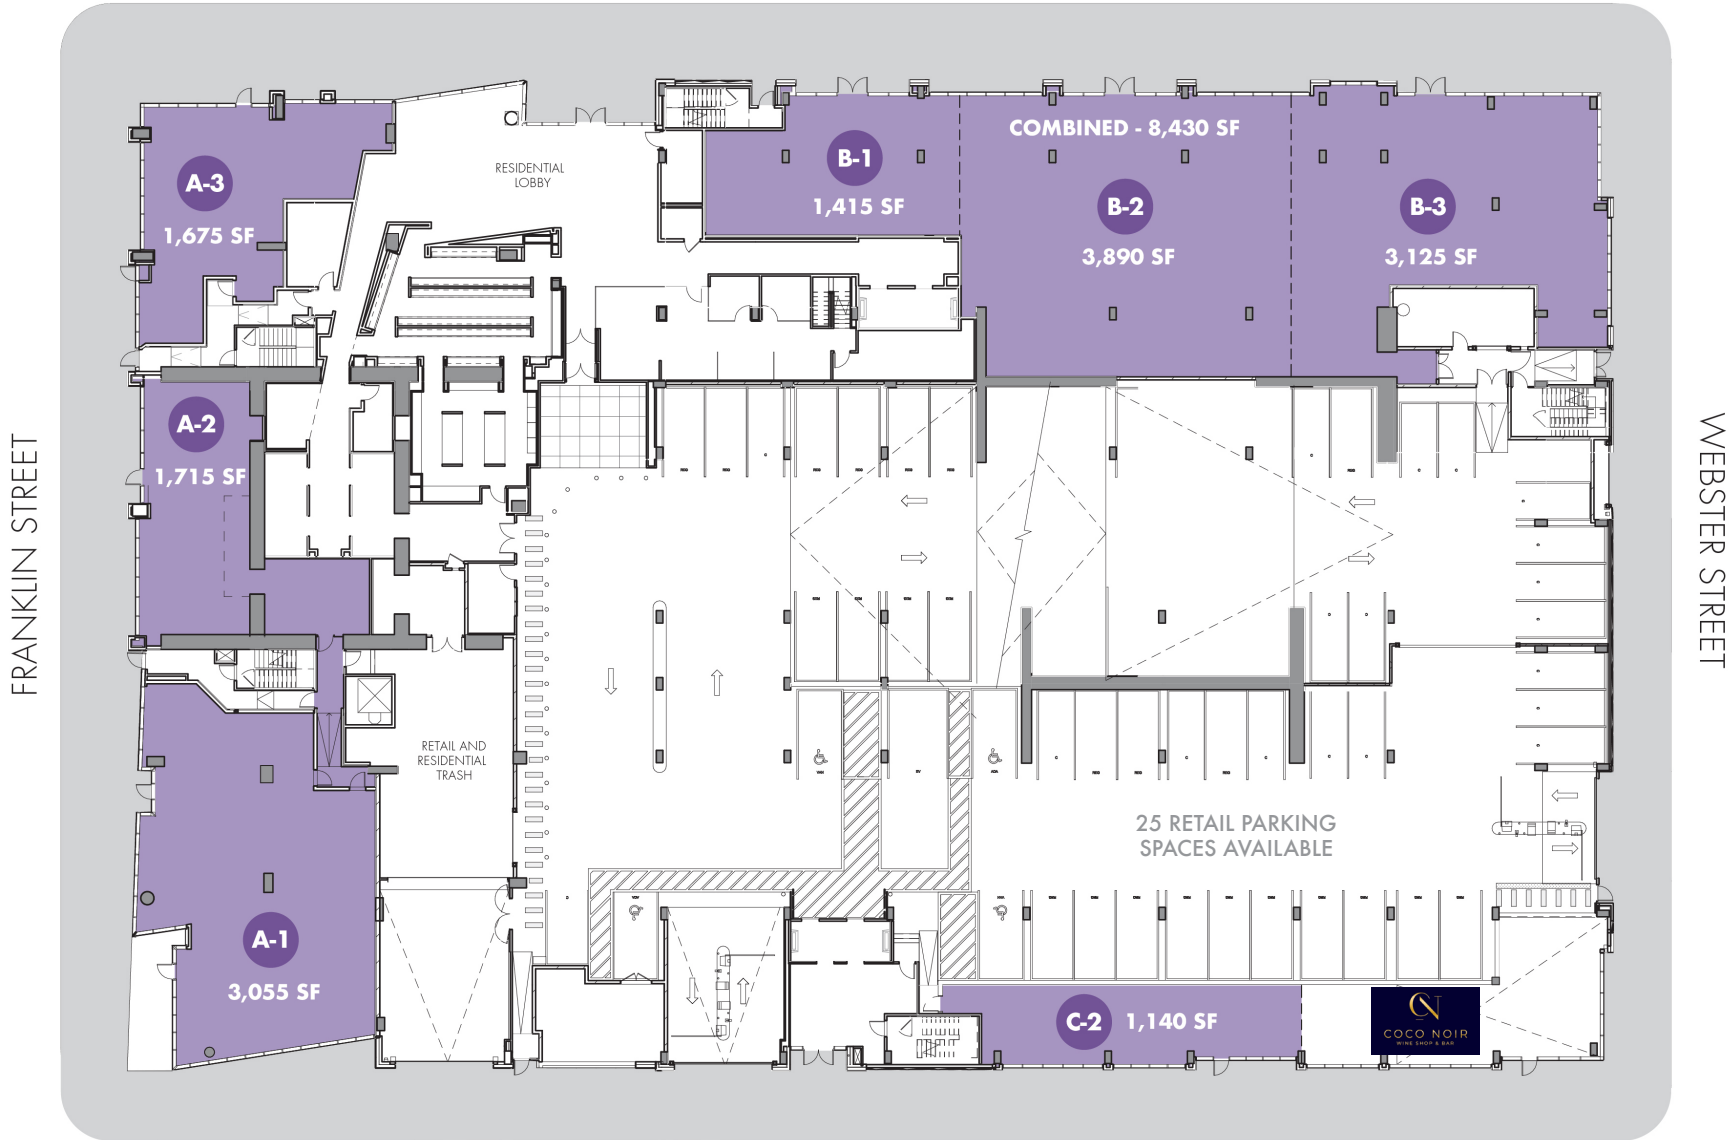 FRANKLIN STREET
WEBSTER STREET
A-3
1,675 SF
RESIDENTIAL
LOBBY
B-1
1,415 SF
COMBINED - 8,430 SF
B-2
3,890 SF
B-3
3,125 SF
A-2
1,715 SF
RETAIL AND
RESIDENTIAL
TRASH
25 RETAIL PARKING
SPACES AVAILABLE
A-1
3,055 SF
C-2
1,140 SF
CN
COCO NOIR
WINE SHOP & BAR